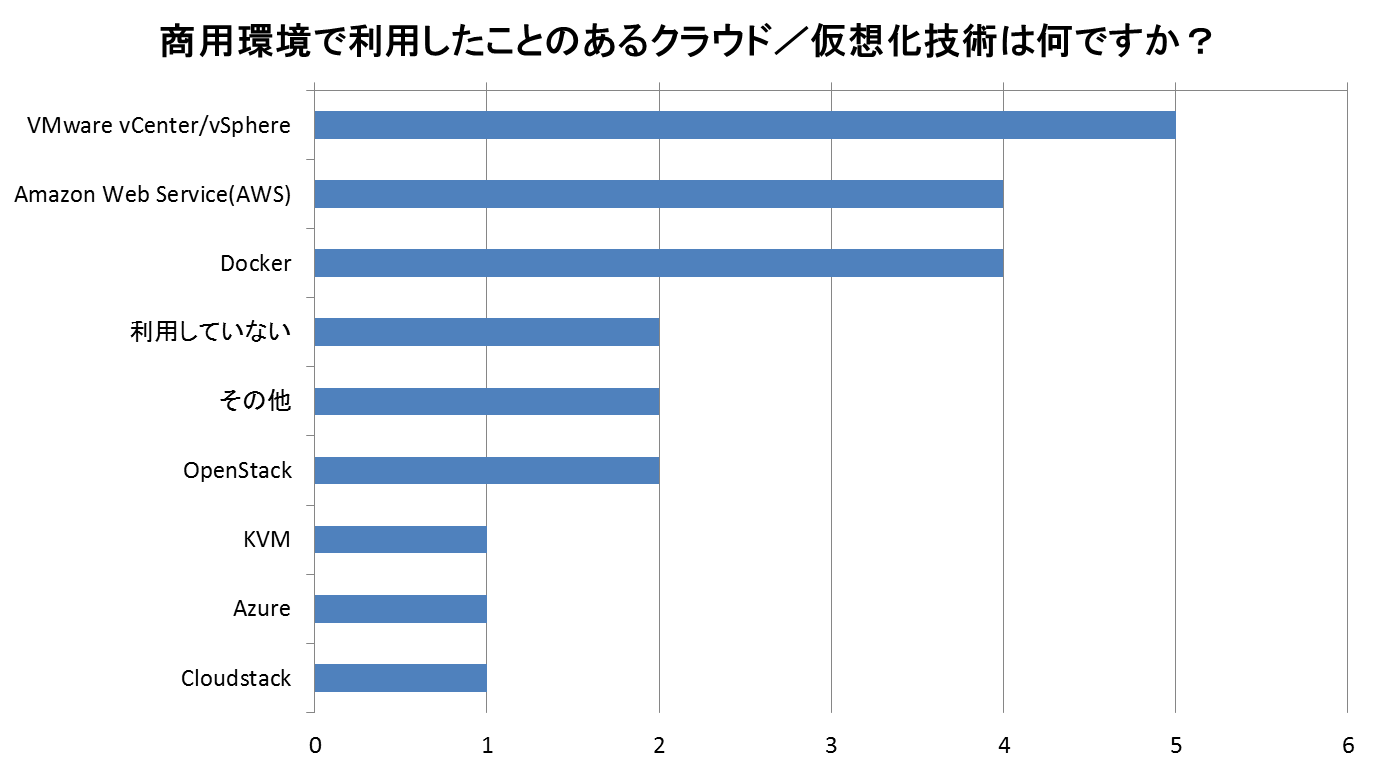 商用環境で利用したことのあるクラウド／仮想化技術は何ですか？
VMware vCenter/vSphere
Amazon Web Service(AWS)
Docker
利用していない
その他
OpenStack
KVM
Azure
Cloudstack
0 1 2 3 4 5 6